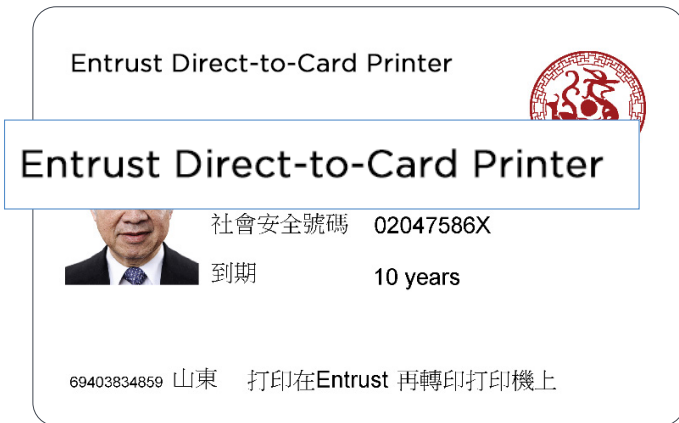 Entrust Direct-to-Card Printer
Entrust Direct-to-Card Printer
社會安全號碼 02047586X
到期 10 years
69403834859 山東 打印在Entrust 再轉印打印機上